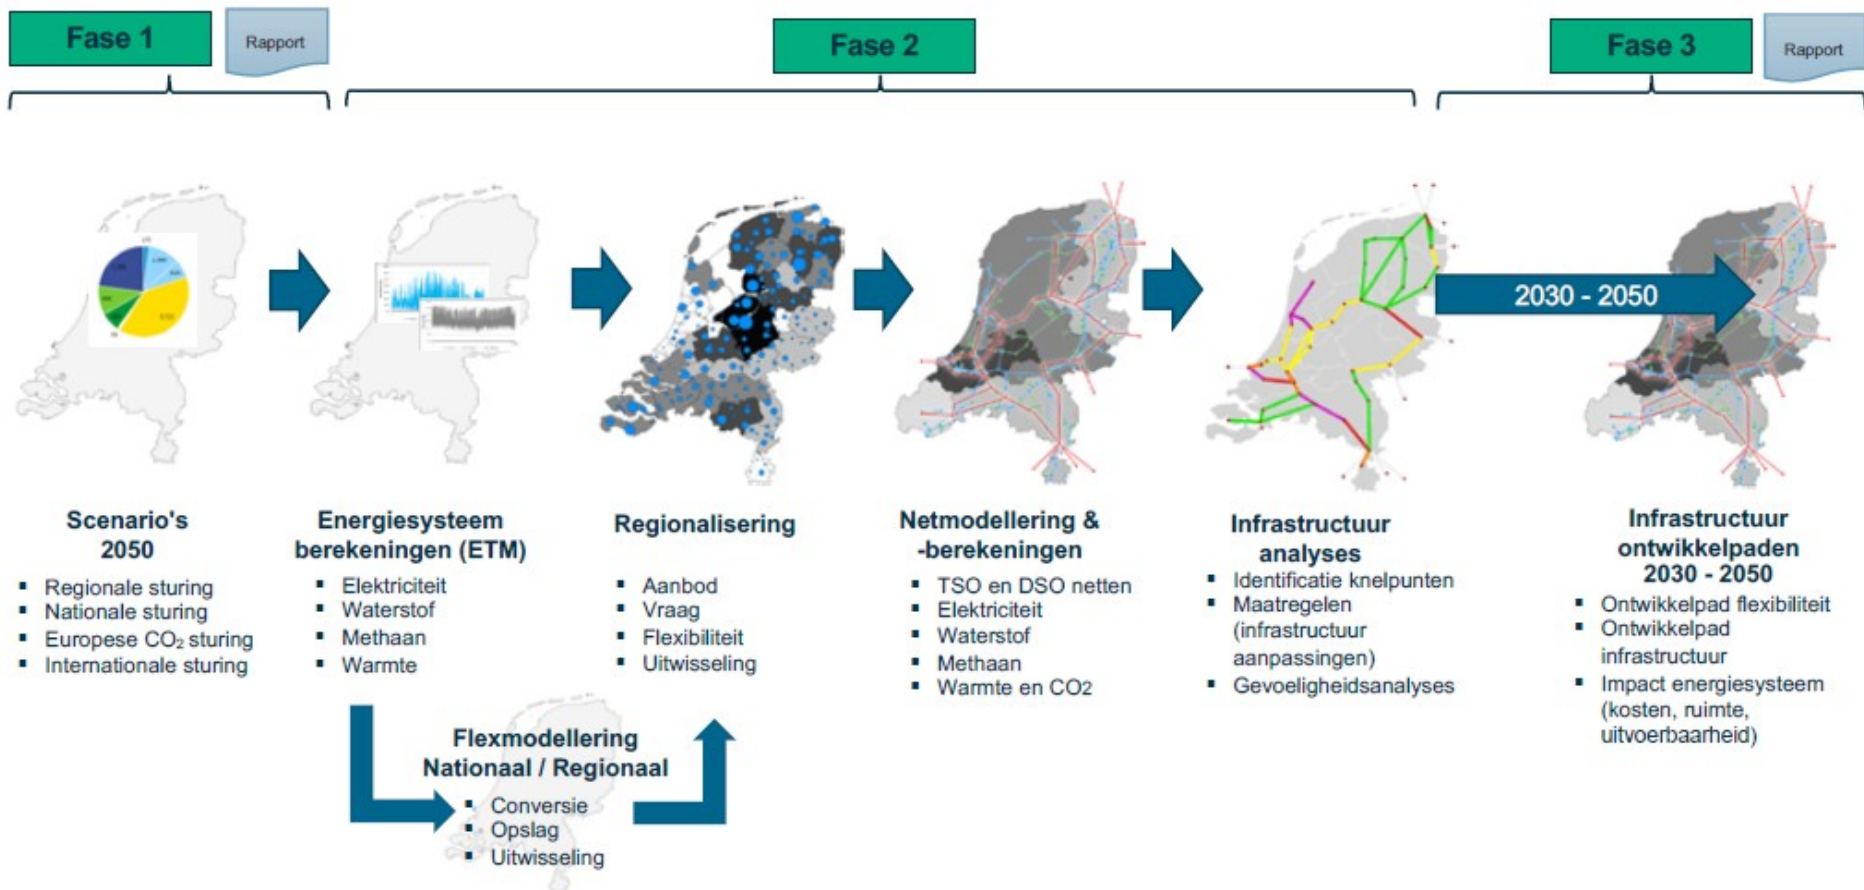 Fase 1
Rapport
Fase 2
Fase 3
Rapport
2030 - 2050
Scenario's
2050
▪ Regionale sturing
▪ Nationale sturing
▪ Europese CO₂ sturing
▪ Internationale sturing
Energiesysteem
berekeningen (ETM)
▪ Elektriciteit
▪ Waterstof
▪ Methaan
▪ Warmte
Flexmodellering
Nationaal / Regionaal
▪ Conversie
▪ Opslag
▪ Uitwisseling
Regionalisering
▪ Aanbod
▪ Vraag
▪ Flexibiliteit
▪ Uitwisseling
Netmodellering &
-berekeningen
▪ TSO en DSO netten
▪ Elektriciteit
▪ Waterstof
▪ Methaan
▪ Warmte en CO2
Infrastructuur
analyses
▪ Identificatie knelpunten
▪ Maatregelen
(infrastructuur
aanpassingen)
▪ Gevoeligheidsanalyses
Infrastructuur
ontwikkelpaden
2030 - 2050
▪ Ontwikkelpad flexibiliteit
▪ Ontwikkelpad
infrastructuur
▪ Impact energiesysteem
(kosten, ruimte,
uitvoerbaarheid)